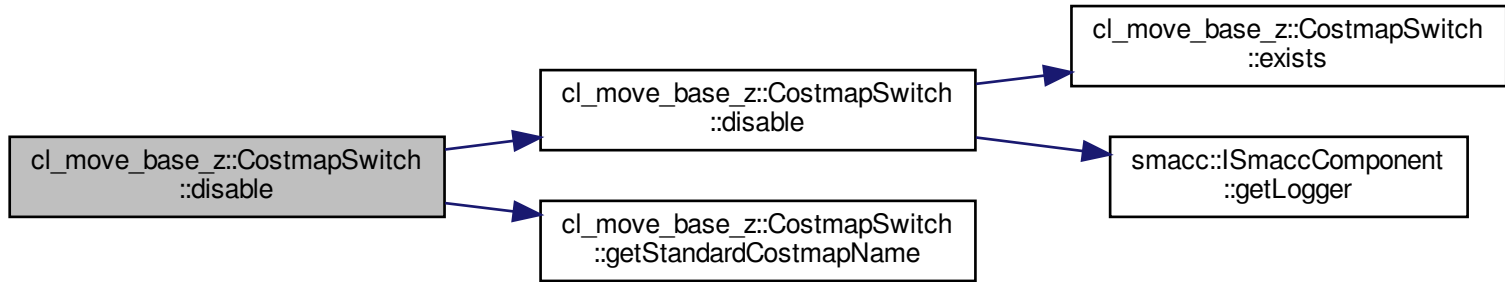 cl_move_base_z::CostmapSwitch
::disable
cl_move_base_z::CostmapSwitch
::disable
cl_move_base_z::CostmapSwitch
::getStandardCostmapName
cl_move_base_z::CostmapSwitch
::exists
smacc::ISmaccComponent
::getLogger